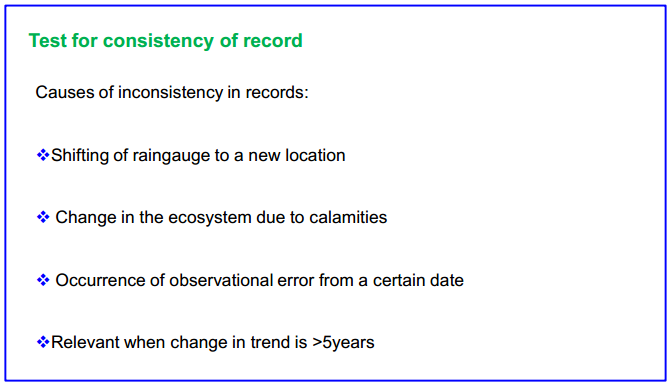 Test for consistency of record
Causes of inconsistency in records:
❖Shifting of raingauge to a new location
❖ Change in the ecosystem due to calamities
❖ Occurrence of observational error from a certain date
❖Relevant when change in trend is >5years